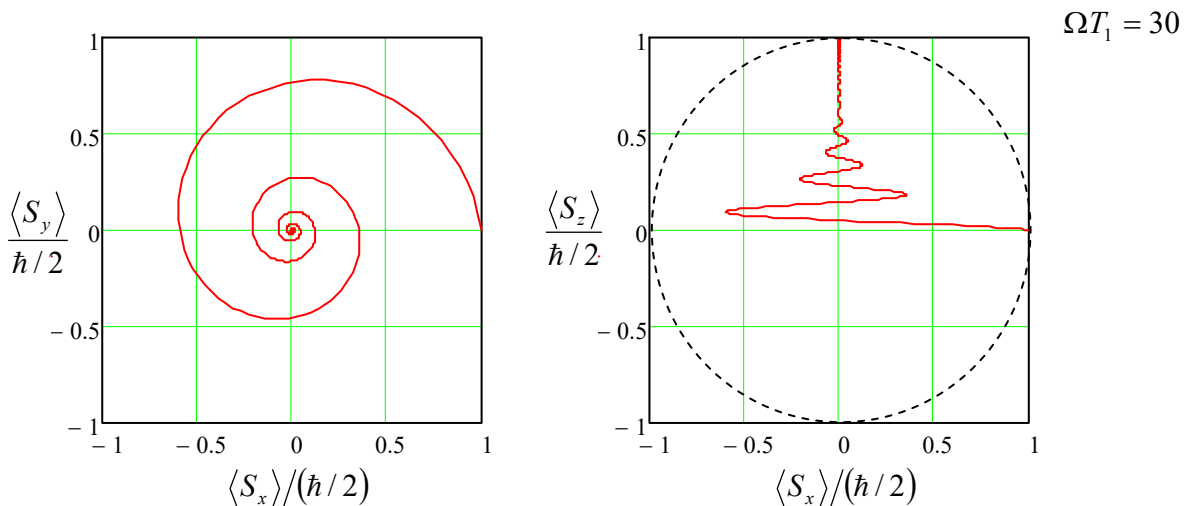 ΩT₁ = 30
1
0.5
⟨S_y⟩
ħ / 2
0
− 0.5
− 1
− 1
− 0.5
0
0.5
1
⟨S_x⟩/(ħ / 2)
1
0.5
⟨S_z⟩
ħ / 2
0
− 0.5
− 1
− 1
− 0.5
0
0.5
1
⟨S_x⟩/(ħ / 2)